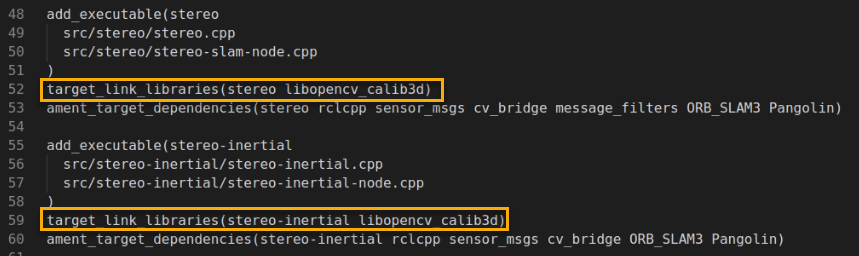 48 add_executable(stereo
49   src/stereo/stereo.cpp
50   src/stereo/stereo-slam-node.cpp
51 )
52 target_link_libraries(stereo libopencv_calib3d)
53 ament_target_dependencies(stereo rclcpp sensor_msgs cv_bridge message_filters ORB_SLAM3 Pangolin)
54
55 add_executable(stereo-inertial
56   src/stereo-inertial/stereo-inertial.cpp
57   src/stereo-inertial/stereo-inertial-node.cpp
58 )
59 target_link_libraries(stereo-inertial libopencv_calib3d)
60 ament_target_dependencies(stereo-inertial rclcpp sensor_msgs cv_bridge ORB_SLAM3 Pangolin)